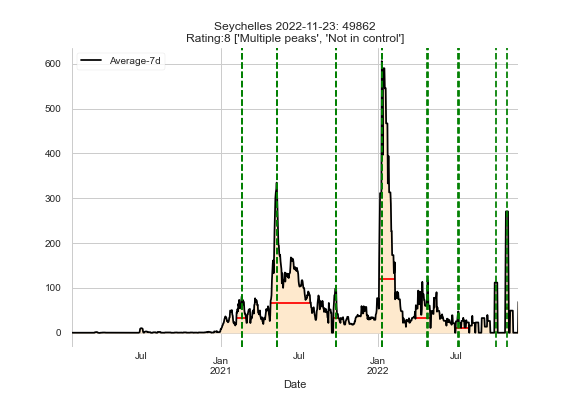 Seychelles 2022-11-23: 49862
Rating:8 ['Multiple peaks', 'Not in control']
Average-7d
600
500
400
300
200
100
0
Jul
Jan
2021
Jul
Jan
2022
Jul
Date